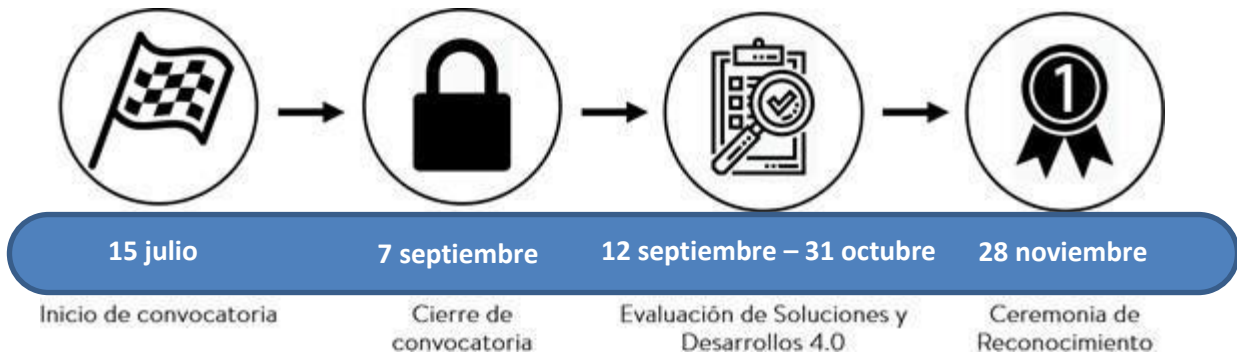 1
15 julio
7 septiembre
12 septiembre – 31 octubre
28 noviembre
Inicio de convocatoria
Cierre de
convocatoria
Evaluación de Soluciones y
Desarrollos 4.0
Ceremonia de
Reconocimiento